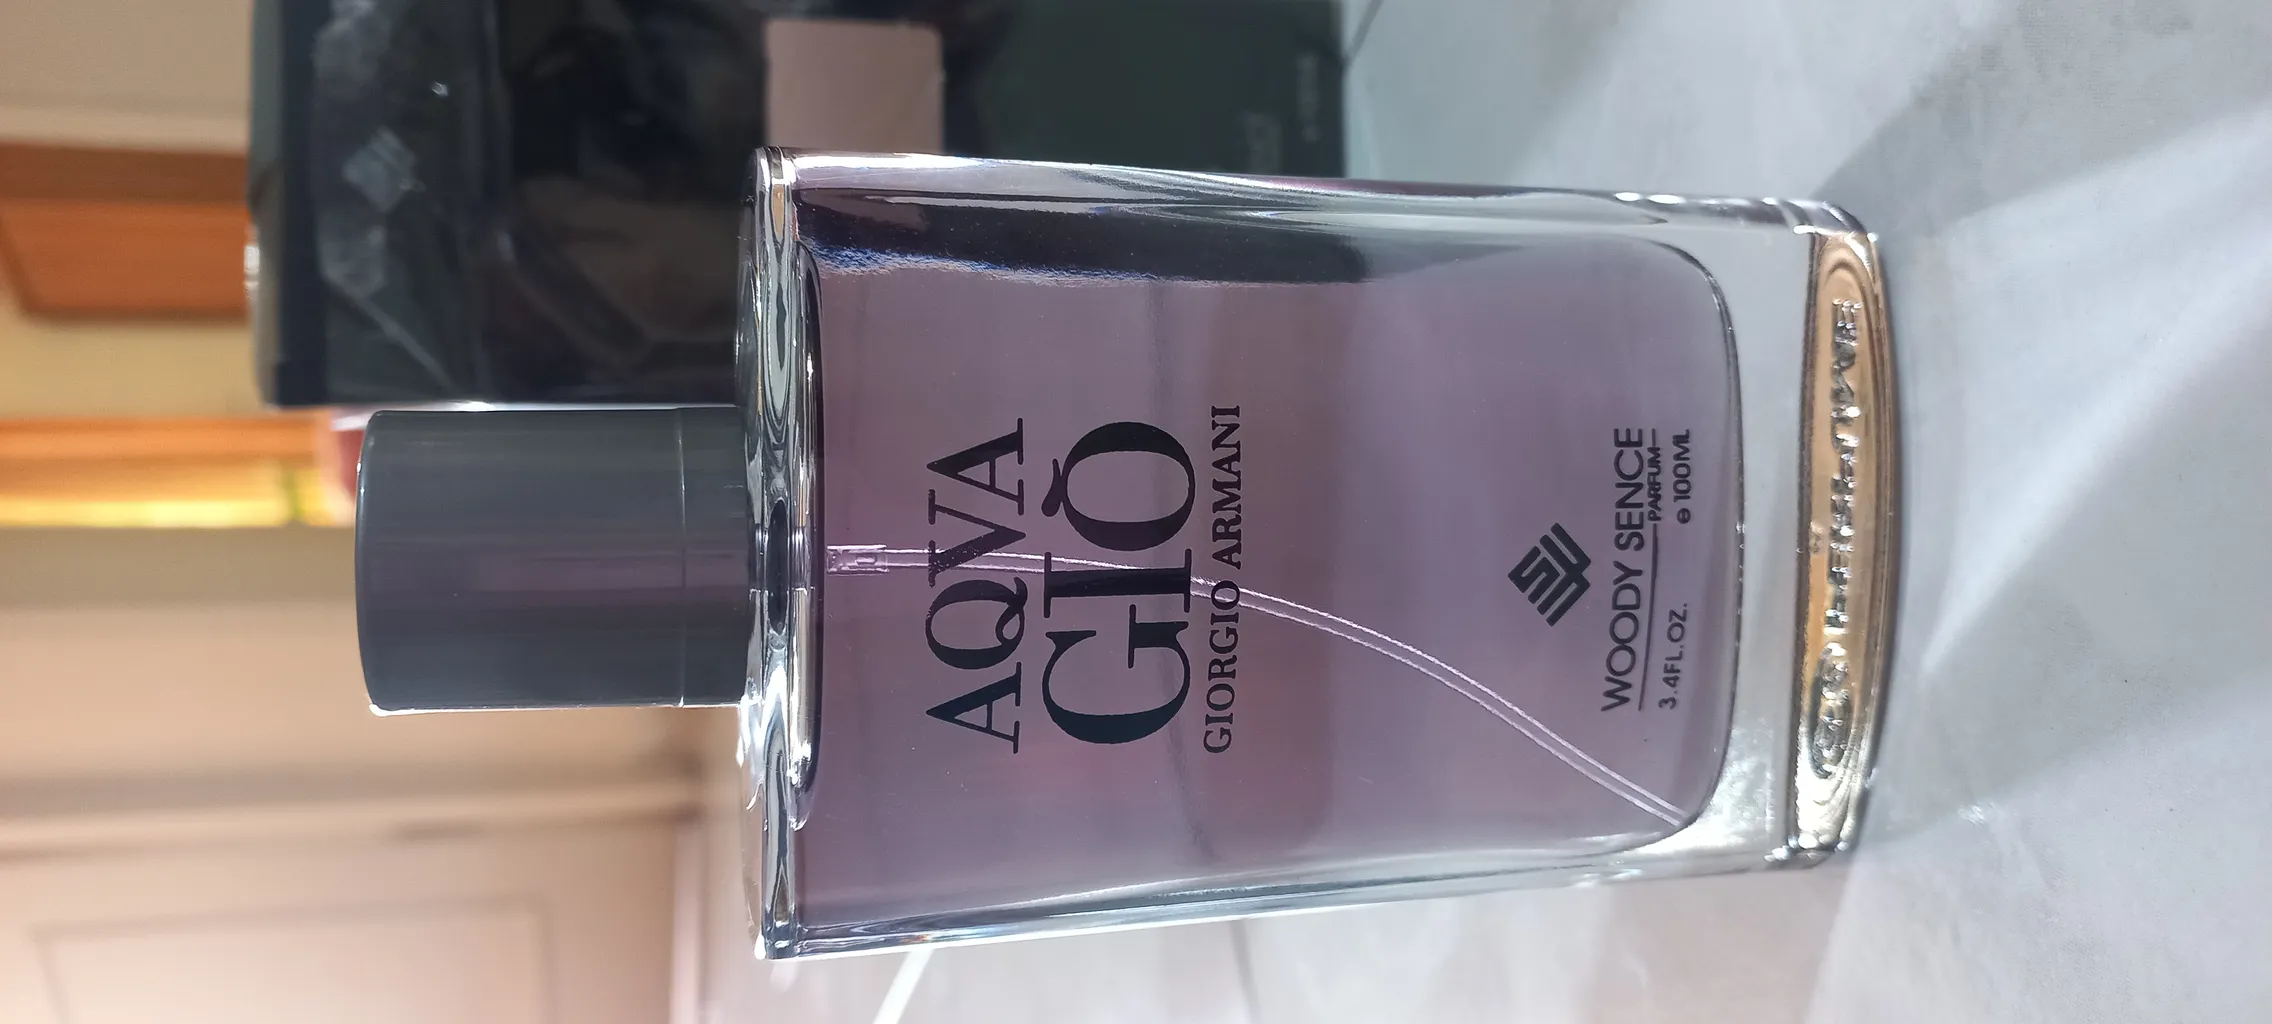 AQVA
GIÒ
GIORGIO ARMANI
WOODY SENCE
PARFUM
3.4FL.OZ. e 100ML